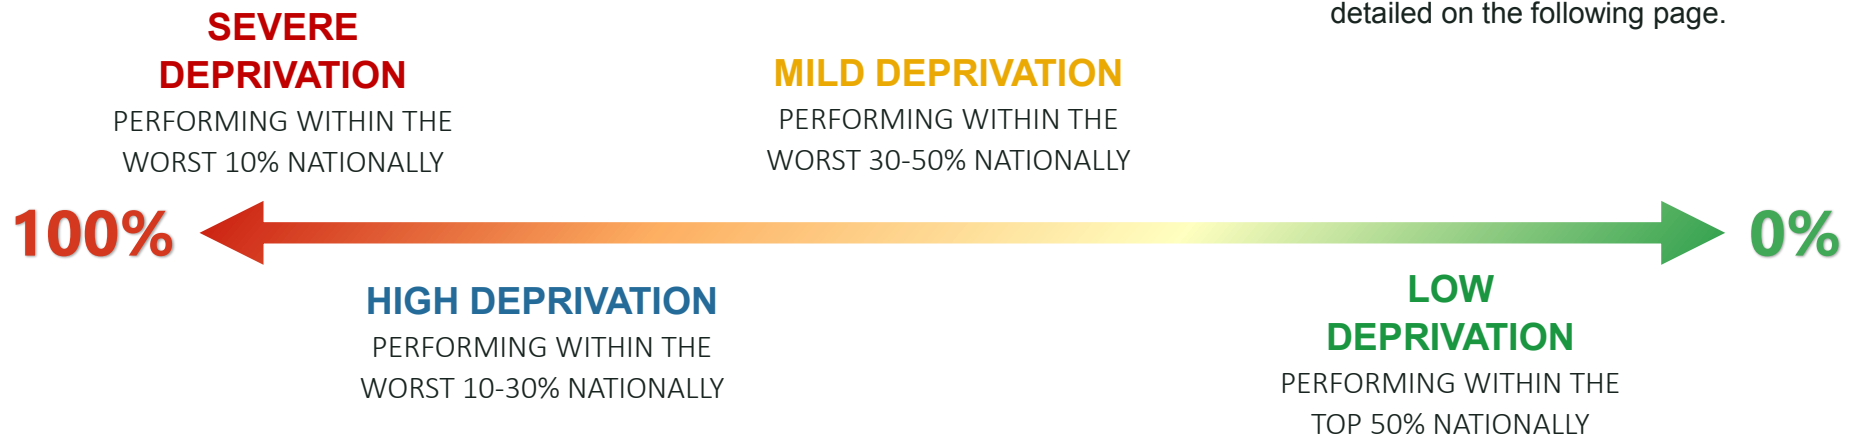 detailed on the following page.
SEVERE
DEPRIVATION
PERFORMING WITHIN THE
WORST 10% NATIONALLY
MILD DEPRIVATION
PERFORMING WITHIN THE
WORST 30-50% NATIONALLY
100%
0%
HIGH DEPRIVATION
PERFORMING WITHIN THE
WORST 10-30% NATIONALLY
LOW
DEPRIVATION
PERFORMING WITHIN THE
TOP 50% NATIONALLY